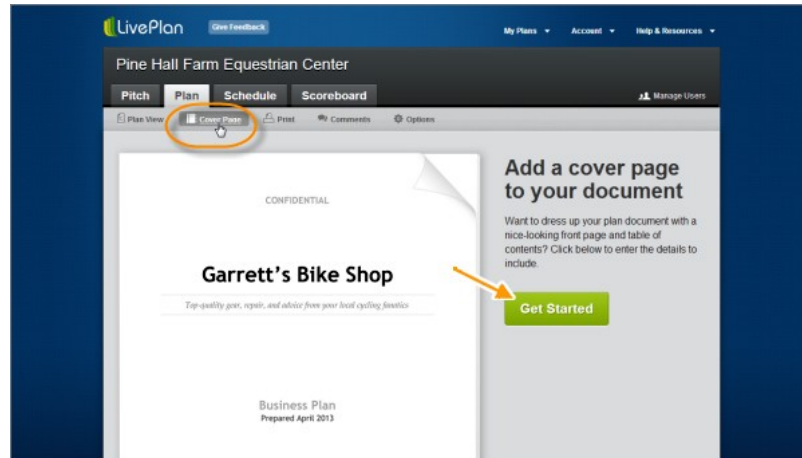 LivePlan Give Feedback My Plans Account Help & Resources
Pine Hall Farm Equestrian Center
Pitch Plan Schedule Scoreboard Manage Users
Plan View Cover Page Print Comments Options
CONFIDENTIAL
Garrett's Bike Shop
Top-quality gear, repair, and advice from your local cycling fanatics
Business Plan
Prepared April 2013
Add a cover page
to your document
Want to dress up your plan document with a
nice-looking front page and table of
contents? Click below to enter the details to
include.
Get Started